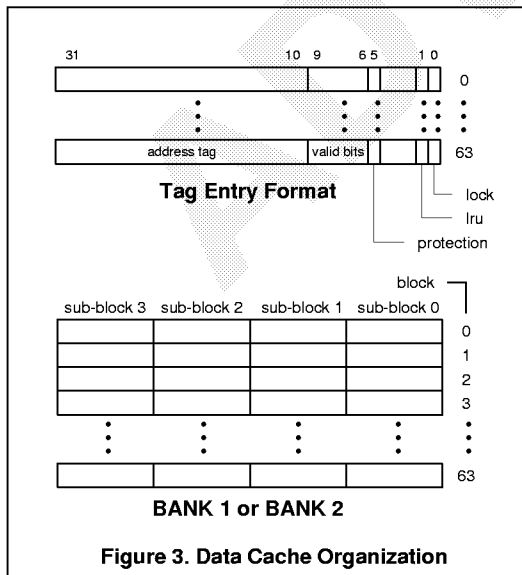 31 10 9 6 5 1 0
0
address tag valid bits 63
Tag Entry Format
lock
lru
protection
block
sub-block 3 sub-block 2 sub-block 1 sub-block 0
0
1
2
3
63
BANK 1 or BANK 2
Figure 3. Data Cache Organization